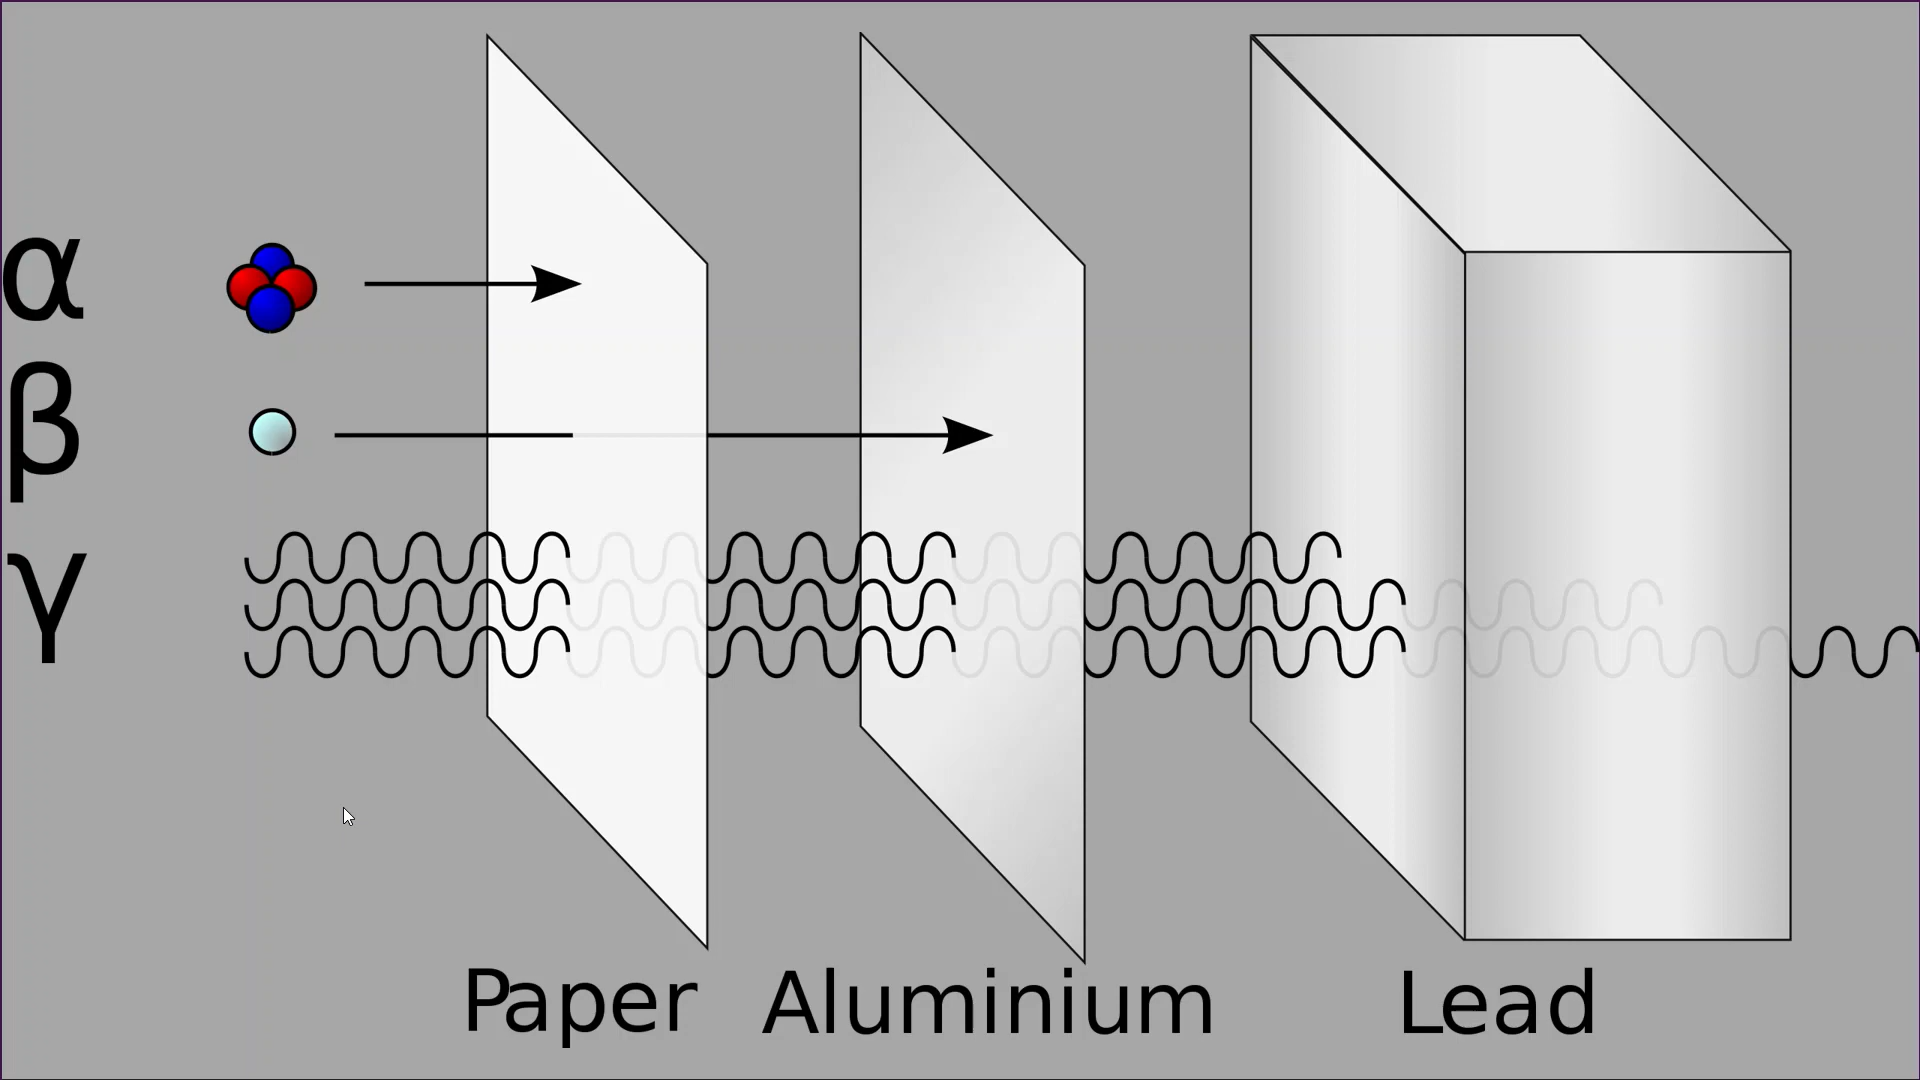 α
β
γ
Paper Aluminium Lead